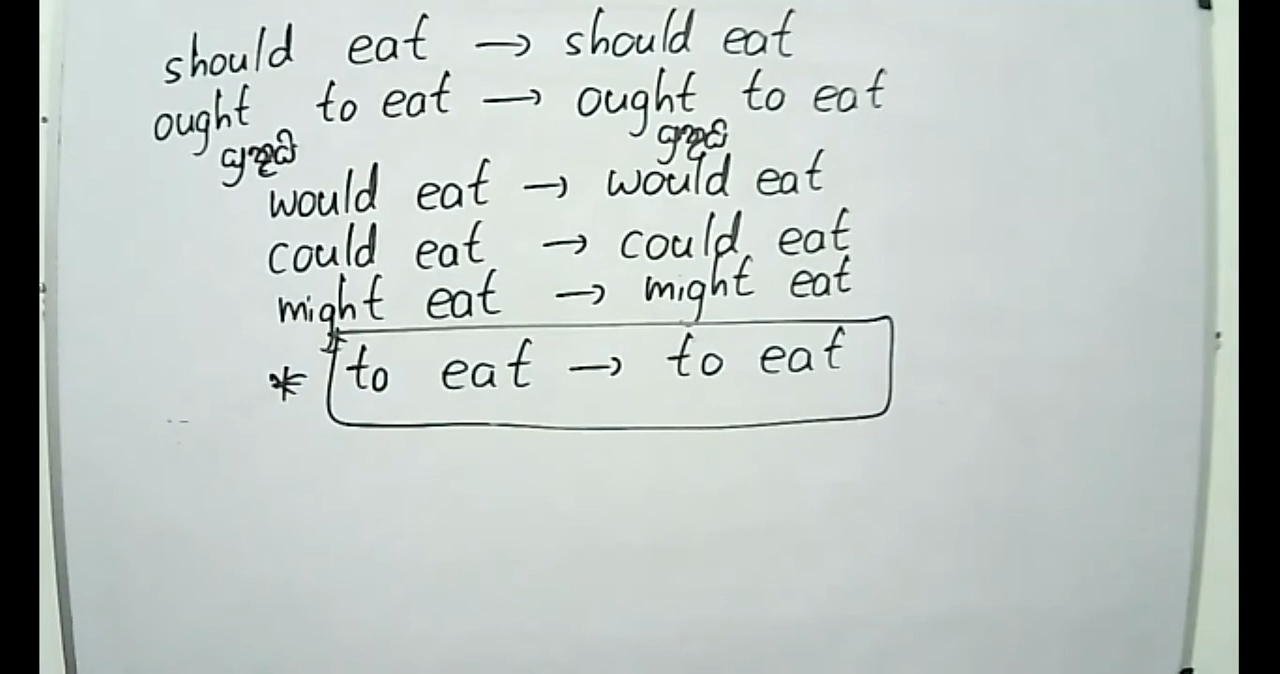 should eat → should eat
ought to eat → ought to eat
would eat → would eat
could eat → could eat
might eat → might eat
* to eat → to eat